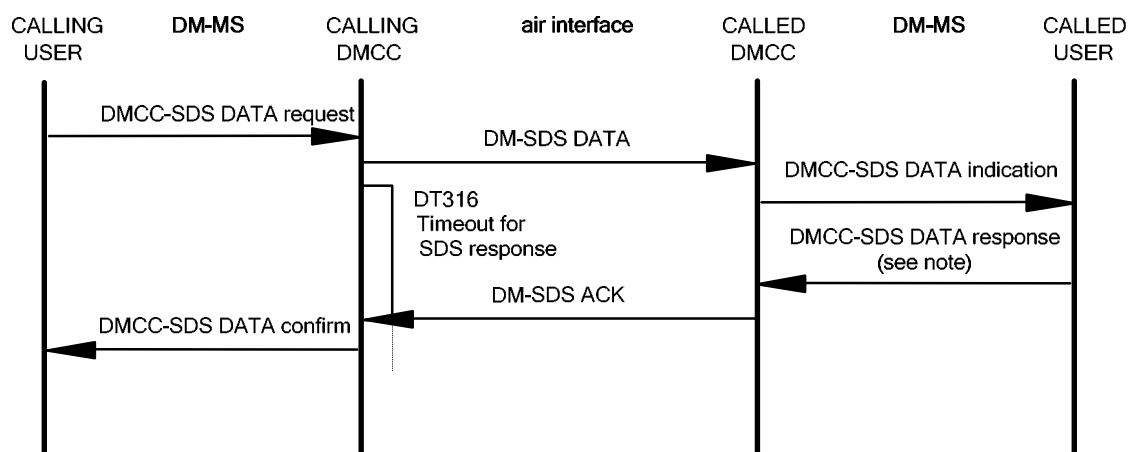 CALLING USER
DM-MS
CALLING DMCC
air interface
CALLED DMCC
DM-MS
CALLED USER
DMCC-SDS DATA request
DM-SDS DATA
DMCC-SDS DATA indication
DT316
Timeout for
SDS response
DMCC-SDS DATA response
(see note)
DM-SDS ACK
DMCC-SDS DATA confirm